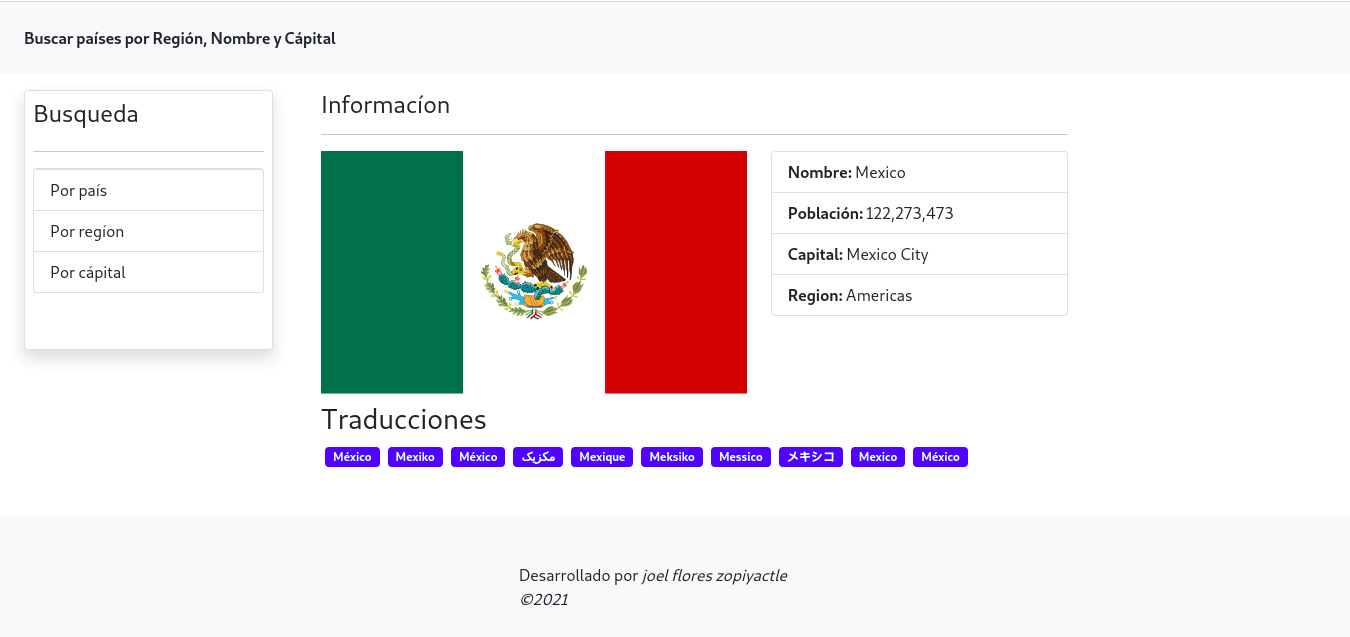 Buscar países por Región, Nombre y Cápital
Busqueda
Por país
Por regíon
Por cápital
Informacíon
Nombre: Mexico
Población: 122,273,473
Capital: Mexico City
Region: Americas
Traducciones
México Mexiko México مکزیک Mexique Meksiko Messico メキシコ Mexico México
Desarrollado por joel flores zopiyactle
©2021